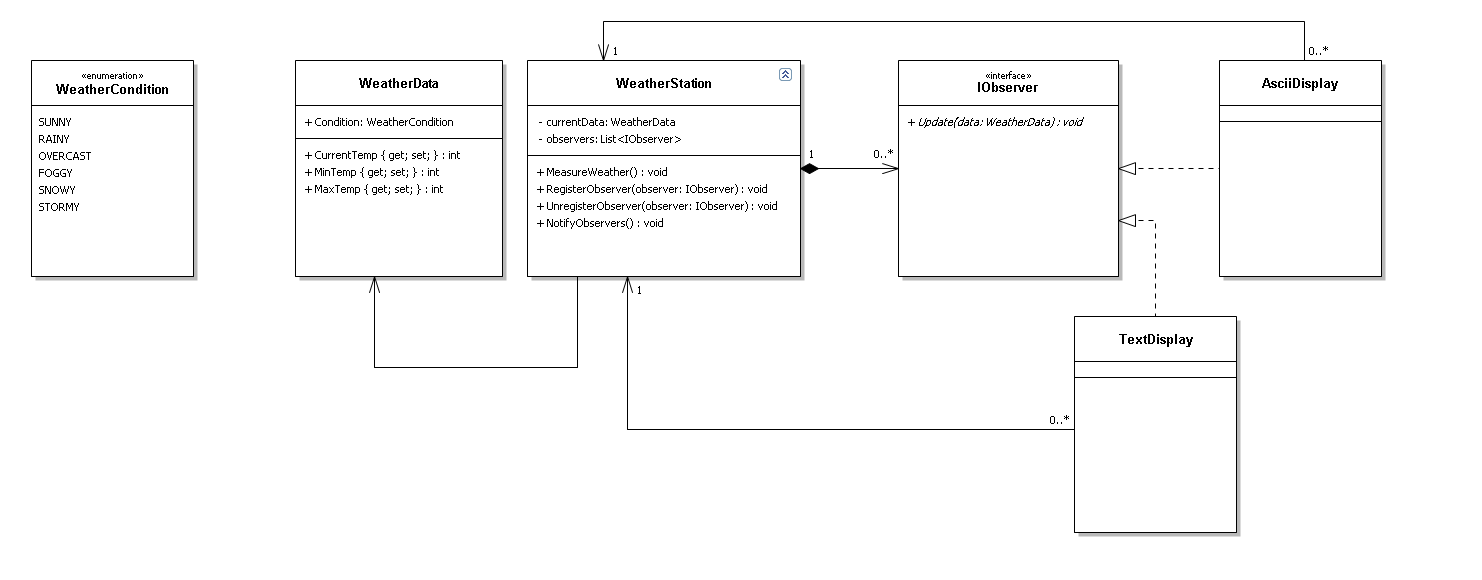 1
0..*
«enumeration»
WeatherCondition
SUNNY
RAINY
OVERCAST
FOGGY
SNOWY
STORMY
WeatherData
+ Condition: WeatherCondition
+ CurrentTemp { get; set; } : int
+ MinTemp { get; set; } : int
+ MaxTemp { get; set; } : int
WeatherStation
- currentData: WeatherData
- observers: List<IObserver>
+ MeasureWeather() : void
+ RegisterObserver(observer: IObserver) : void
+ UnregisterObserver(observer: IObserver) : void
+ NotifyObservers() : void
1
0..*
«interface»
IObserver
+ Update(data: WeatherData) : void
AsciiDisplay
1
TextDisplay
0..*